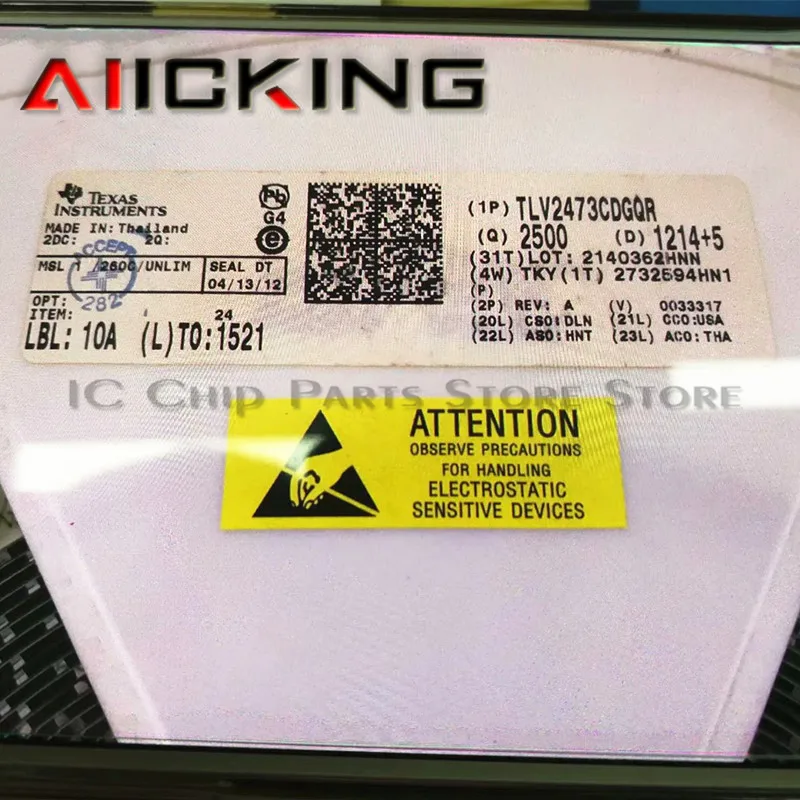 AIICKING
TEXAS
INSTRUMENTS
MADE IN: Thailand
2DC: 2Q:
MSL 1 /260C/UNLIM
SEAL DT
04/13/12
OPT:
ITEM: 24
LBL: 10A (L)TO:1521
Pb
G4
e
ACCEPT
282
(1P) TLV2473CDGQR
(Q) 2500 (D) 1214+5
(31T)LOT: 2140362HNN
(4W) TKY(1T) 2732594HN1
(P)
(2P) REV: A (V) 0033317
(20L) CSO:DLN (21L) CCO:USA
(22L) ASO:HNT (23L) ACO:THA
IC CHIP PARTS STORE STORE
ATTENTION
OBSERVE PRECAUTIONS
FOR HANDLING
ELECTROSTATIC
SENSITIVE DEVICES